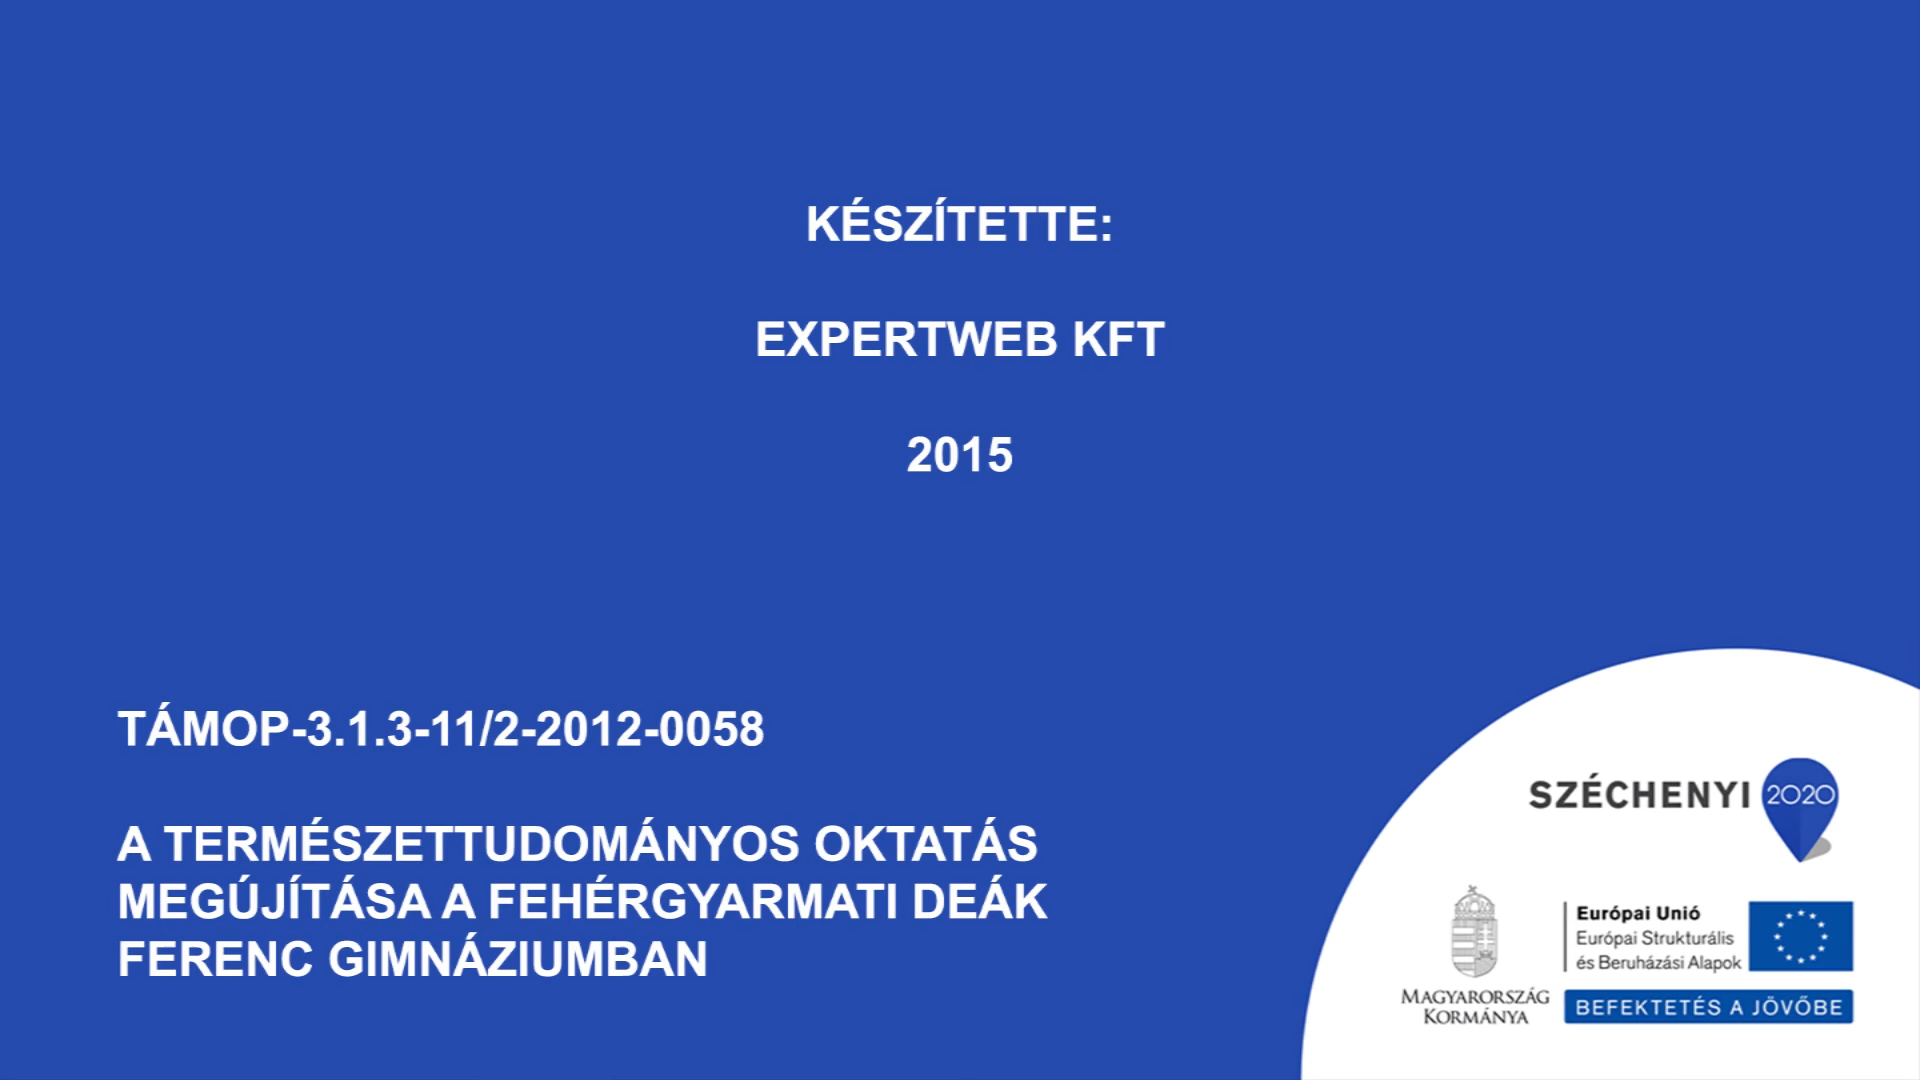 KÉSZÍTETTE:
EXPERTWEB KFT
2015
TÁMOP-3.1.3-11/2-2012-0058
A TERMÉSZETTUDOMÁNYOS OKTATÁS
MEGÚJÍTÁSA A FEHÉRGYARMATI DEÁK
FERENC GIMNÁZIUMBAN
SZÉCHENYI 2020
MAGYARORSZÁG
KORMÁNYA
Európai Unió
Európai Strukturális
és Beruházási Alapok
BEFEKTETÉS A JÖVŐBE